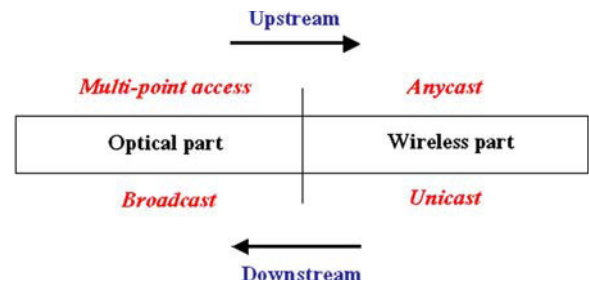 Upstream
Multi-point access Anycast
Optical part Wireless part
Broadcast Unicast
Downstream